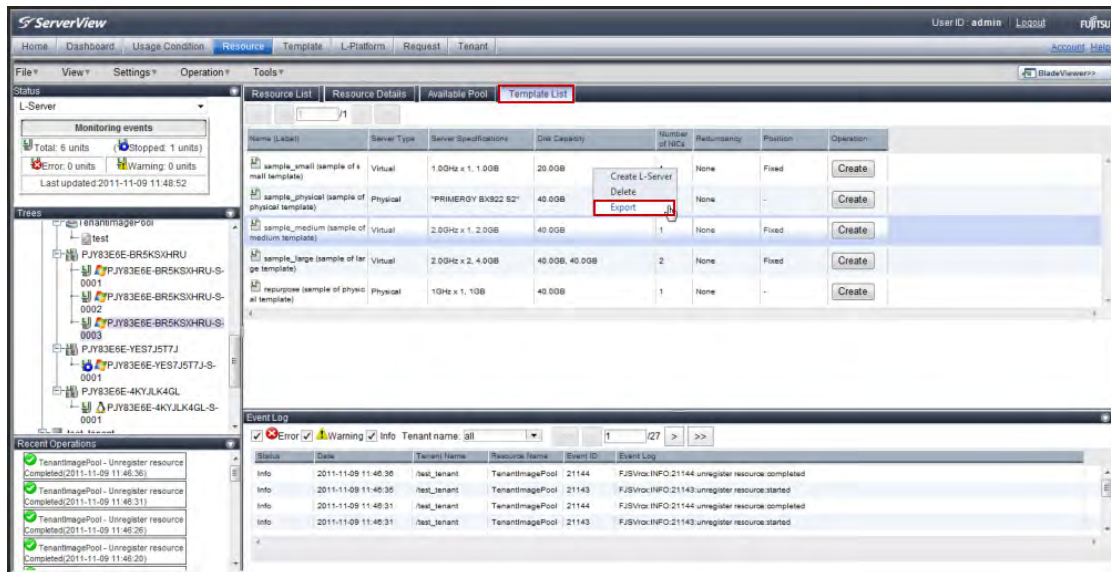 ServerView
UserID : admin Logout FUJITSU
Home Dashboard Usage Condition Resource Template L-Platform Request Tenant
Account Help
File View Settings Operation Tools
BladeViewer>>
Status
L-Server
Monitoring events
Total: 6 units (Stopped: 1 units)
Error: 0 units Warning: 0 units
Last updated:2011-11-09 11:48:52
Trees
TenantImagePool
test
PJY83E6E-BR5KSXHRU
PJY83E6E-BR5KSXHRU-S-
0001
PJY83E6E-BR5KSXHRU-S-
0002
PJY83E6E-BR5KSXHRU-S-
0003
PJY83E6E-YES7J5T7J
PJY83E6E-YES7J5T7J-S-
0001
PJY83E6E-4KYJLK4GL
PJY83E6E-4KYJLK4GL-S-
0001
test_tenant
Recent Operations
TenantImagePool - Unregister resource
Completed(2011-11-09 11:46:36)
TenantImagePool - Unregister resource
Completed(2011-11-09 11:46:31)
TenantImagePool - Unregister resource
Completed(2011-11-09 11:46:26)
TenantImagePool - Unregister resource
Completed(2011-11-09 11:46:20)
Resource List Resource Details Available Pool Template List
1 /1
Name (Label) Server Type Server Specifications Disk Capacity Number of NICs Redundancy Position Operation
sample_small (sample of s
mall template) Virtual 1.0GHz x 1, 1.0GB 20.0GB None Fixed Create
sample_physical (sample of
physical template) Physical "PRIMERGY BX922 S2" 40.0GB None - Create
sample_medium (sample of
medium template) Virtual 2.0GHz x 1, 2.0GB 40.0GB 1 None Fixed Create
sample_large (sample of lar
ge template) Virtual 2.0GHz x 2, 4.0GB 40.0GB, 40.0GB 2 None Fixed Create
repurpose (sample of physic
al template) Physical 1GHz x 1, 1GB 40.0GB 1 None - Create
Create L-Server
Delete
Export
Event Log
Error Warning Info Tenant name: all 1 /27 > >>
Status Date Tenant Name Resource Name Event ID Event Log
Info 2011-11-09 11:46:36 /test_tenant TenantImagePool 21144 FJSVrcx:INFO:21144:unregister resource:completed
Info 2011-11-09 11:46:35 /test_tenant TenantImagePool 21143 FJSVrcx:INFO:21143:unregister resource:started
Info 2011-11-09 11:46:31 /test_tenant TenantImagePool 21144 FJSVrcx:INFO:21144:unregister resource:completed
Info 2011-11-09 11:46:31 /test_tenant TenantImagePool 21143 FJSVrcx:INFO:21143:unregister resource:started